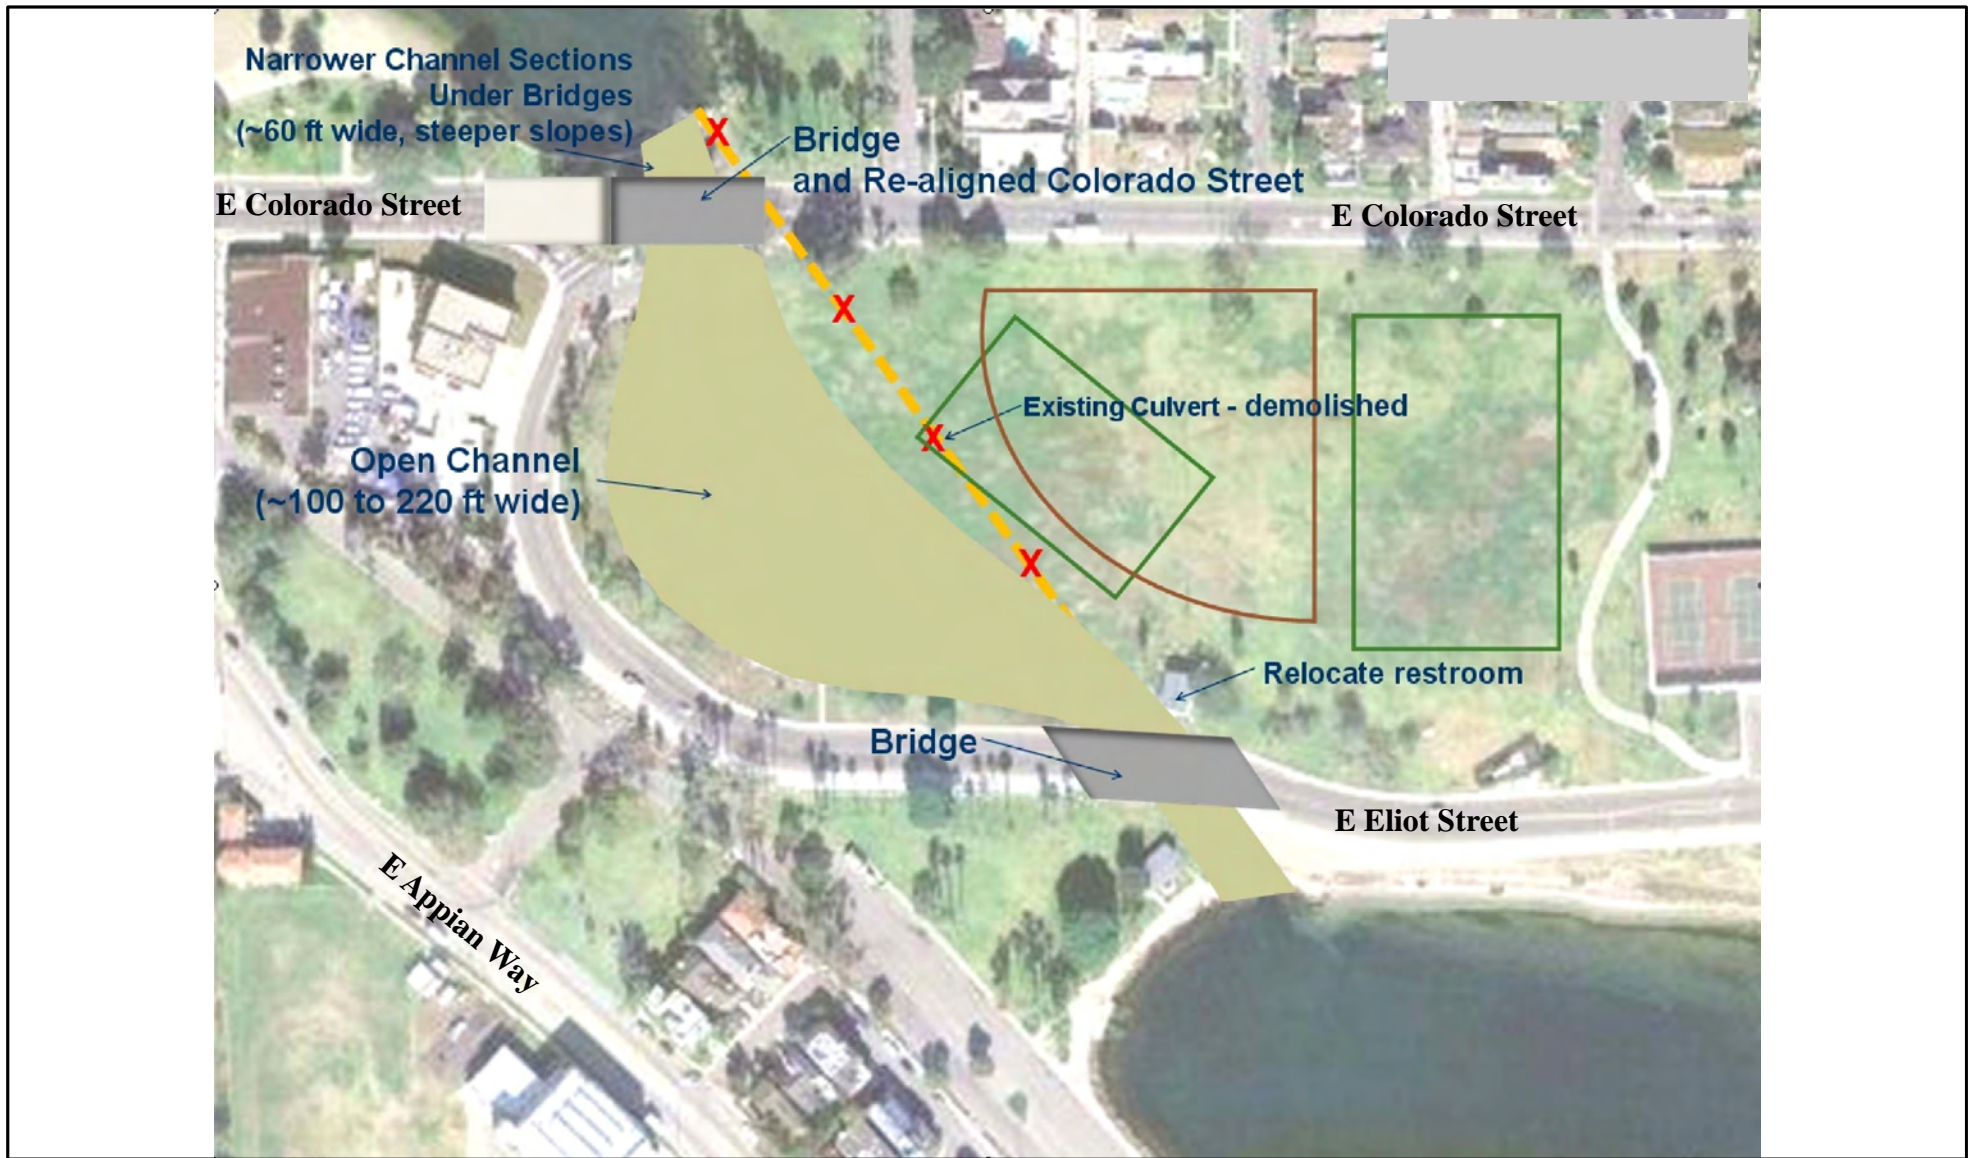 Narrower Channel Sections
Under Bridges
(~60 ft wide, steeper slopes)
Bridge
and Re-aligned Colorado Street
E Colorado Street
E Colorado Street
X
X
X
X
Existing Culvert - demolished
Open Channel
(~100 to 220 ft wide)
Relocate restroom
Bridge
E Eliot Street
E Appian Way